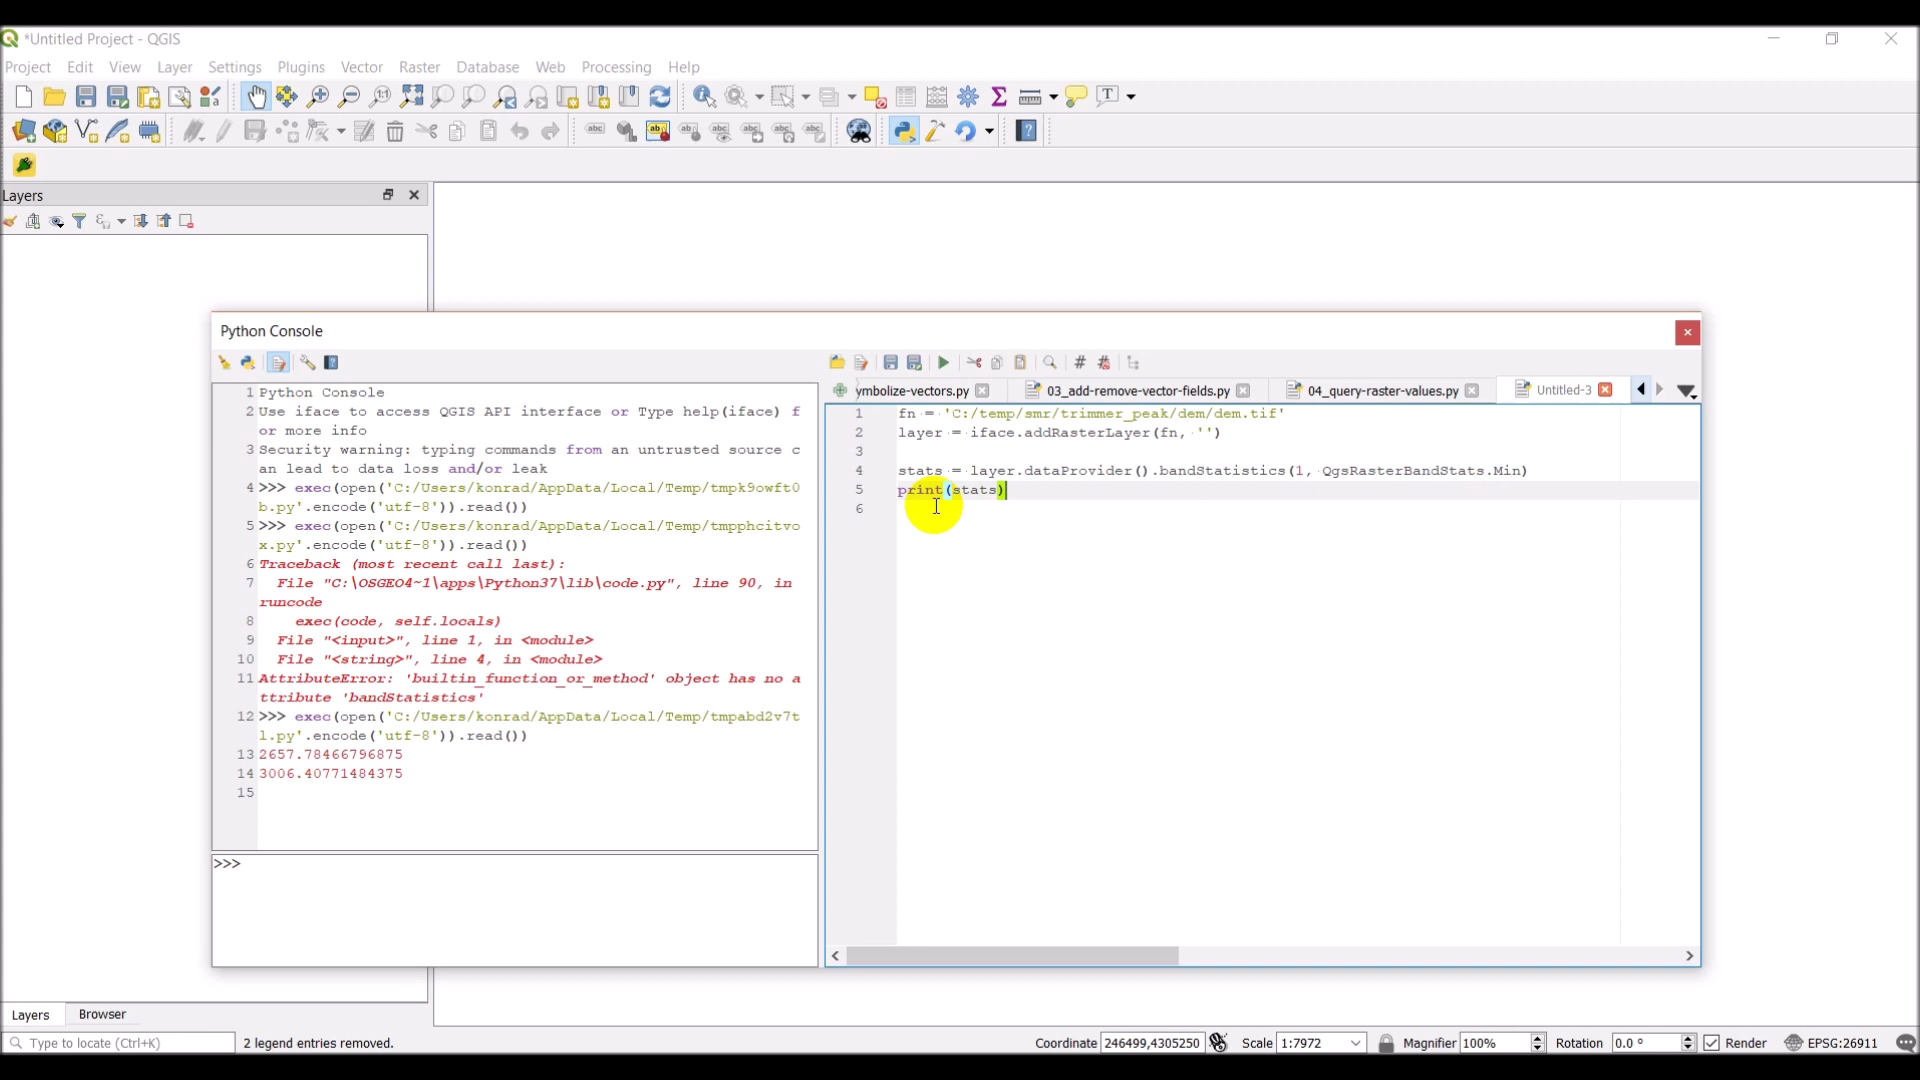 *Untitled Project - QGIS
Project Edit View Layer Settings Plugins Vector Raster Database Web Processing Help
Layers
Python Console
ymbolize-vectors.py 03_add-remove-vector-fields.py 04_query-raster-values.py Untitled-3
1 Python Console
2 Use iface to access QGIS API interface or Type help(iface) f
or more info
3 Security warning: typing commands from an untrusted source c
an lead to data loss and/or leak
4 >>> exec(open('C:/Users/konrad/AppData/Local/Temp/tmpk9owft0
b.py'.encode('utf-8')).read())
5 >>> exec(open('C:/Users/konrad/AppData/Local/Temp/tmpphcitvo
x.py'.encode('utf-8')).read())
6 Traceback (most recent call last):
7 File "C:\OSGEO4~1\apps\Python37\lib\code.py", line 90, in
runcode
8 exec(code, self.locals)
9 File "<input>", line 1, in <module>
10 File "<string>", line 4, in <module>
11 AttributeError: 'builtin_function_or_method' object has no a
ttribute 'bandStatistics'
12 >>> exec(open('C:/Users/konrad/AppData/Local/Temp/tmpabd2v7t
l.py'.encode('utf-8')).read())
13 2657.78466796875
14 3006.40771484375
15
>>>
1 fn = 'C:/temp/smr/trimmer_peak/dem/dem.tif'
2 layer = iface.addRasterLayer(fn, '')
3
4 stats = layer.dataProvider().bandStatistics(1, QgsRasterBandStats.Min)
5 print(stats)
6
Layers Browser
Type to locate (Ctrl+K) 2 legend entries removed. Coordinate 246499,4305250 Scale 1:7972 Magnifier 100% Rotation 0.0 ° Render EPSG:26911